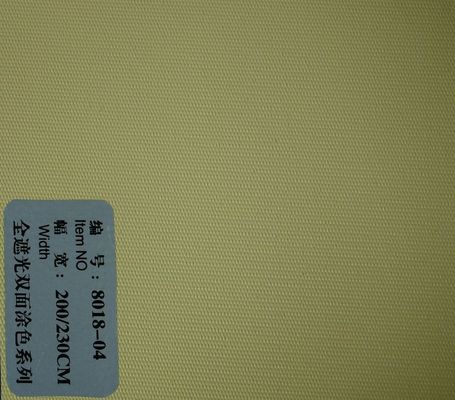 编 号：8018-04
Item NO
幅 宽：200/230CM
Width
全遮光双面涂色系列